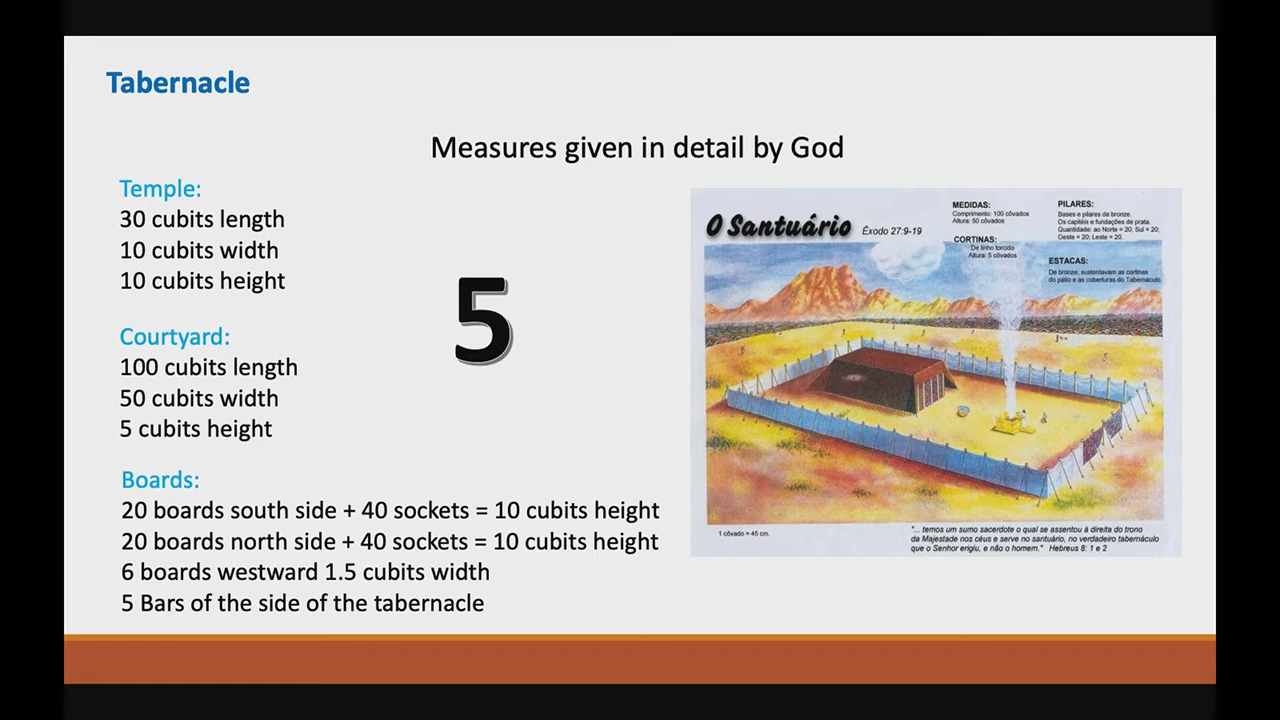 Tabernacle
Measures given in detail by God
Temple:
30 cubits length
10 cubits width
10 cubits height
5
Courtyard:
100 cubits length
50 cubits width
5 cubits height
Boards:
20 boards south side + 40 sockets = 10 cubits height
20 boards north side + 40 sockets = 10 cubits height
6 boards westward 1.5 cubits width
5 Bars of the side of the tabernacle
O Santuário
Êxodo 27:9-19
MEDIDAS:
Comprimento: 100 côvados
Altura: 50 côvados
CORTINAS:
De linho torcido
Altura: 5 côvados
PILARES:
Bases e pilares de bronze.
Os capitéis e fundações de prata.
Quantidade: ao Norte = 20; Sul = 20;
Oeste = 20; Leste = 20.
ESTACAS:
De bronze; sustentavam as cortinas
do pátio e as coberturas do Tabernáculo.
1 côvado = 45 cm.
"... temos um sumo sacerdote o qual se assentou à direita do trono
da Majestade nos céus e serve no santuário, no verdadeiro tabernáculo
que o Senhor erigiu, e não o homem." Hebreus 8: 1 e 2